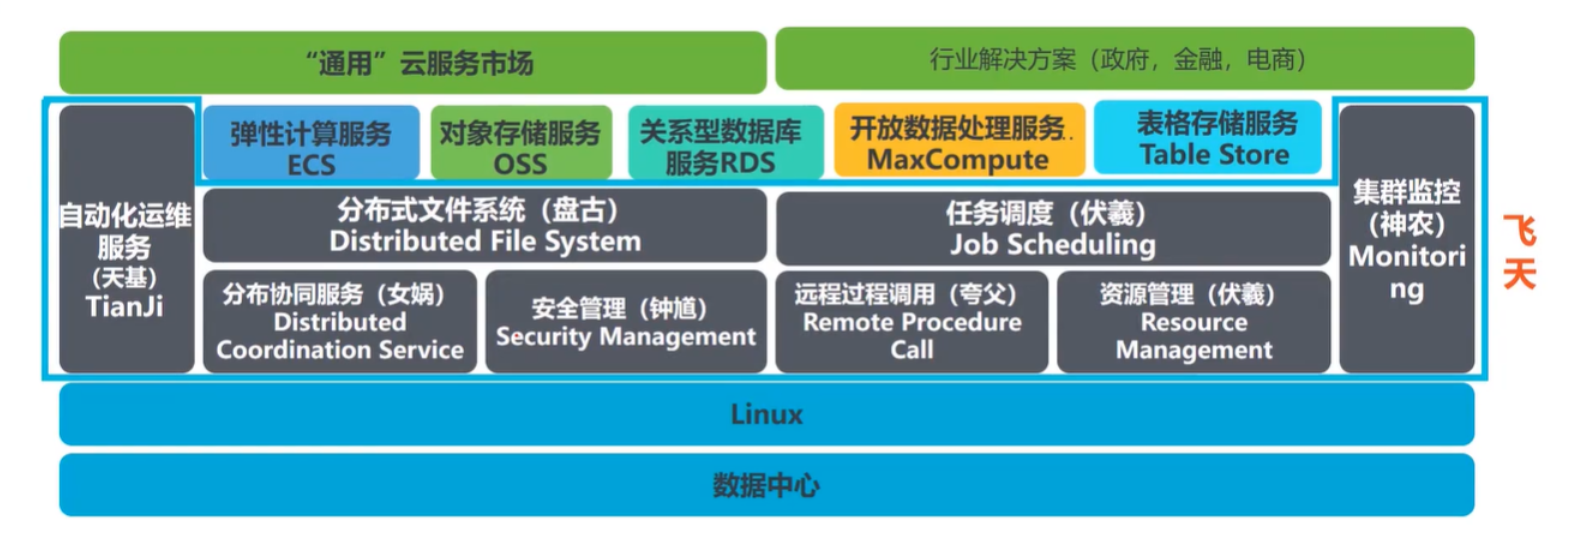 “通用”云服务市场
行业解决方案（政府，金融，电商）
自动化运维
服务
（天基）
TianJi
弹性计算服务
ECS
对象存储服务
OSS
关系型数据库
服务RDS
开放数据处理服务..
MaxCompute
表格存储服务
Table Store
集群监控
（神农）
Monitori
ng
飞
天
分布式文件系统（盘古）
Distributed File System
任务调度（伏羲）
Job Scheduling
分布协同服务（女娲）
Distributed
Coordination Service
安全管理（钟馗）
Security Management
远程过程调用（夸父）
Remote Procedure
Call
资源管理（伏羲）
Resource
Management
Linux
数据中心